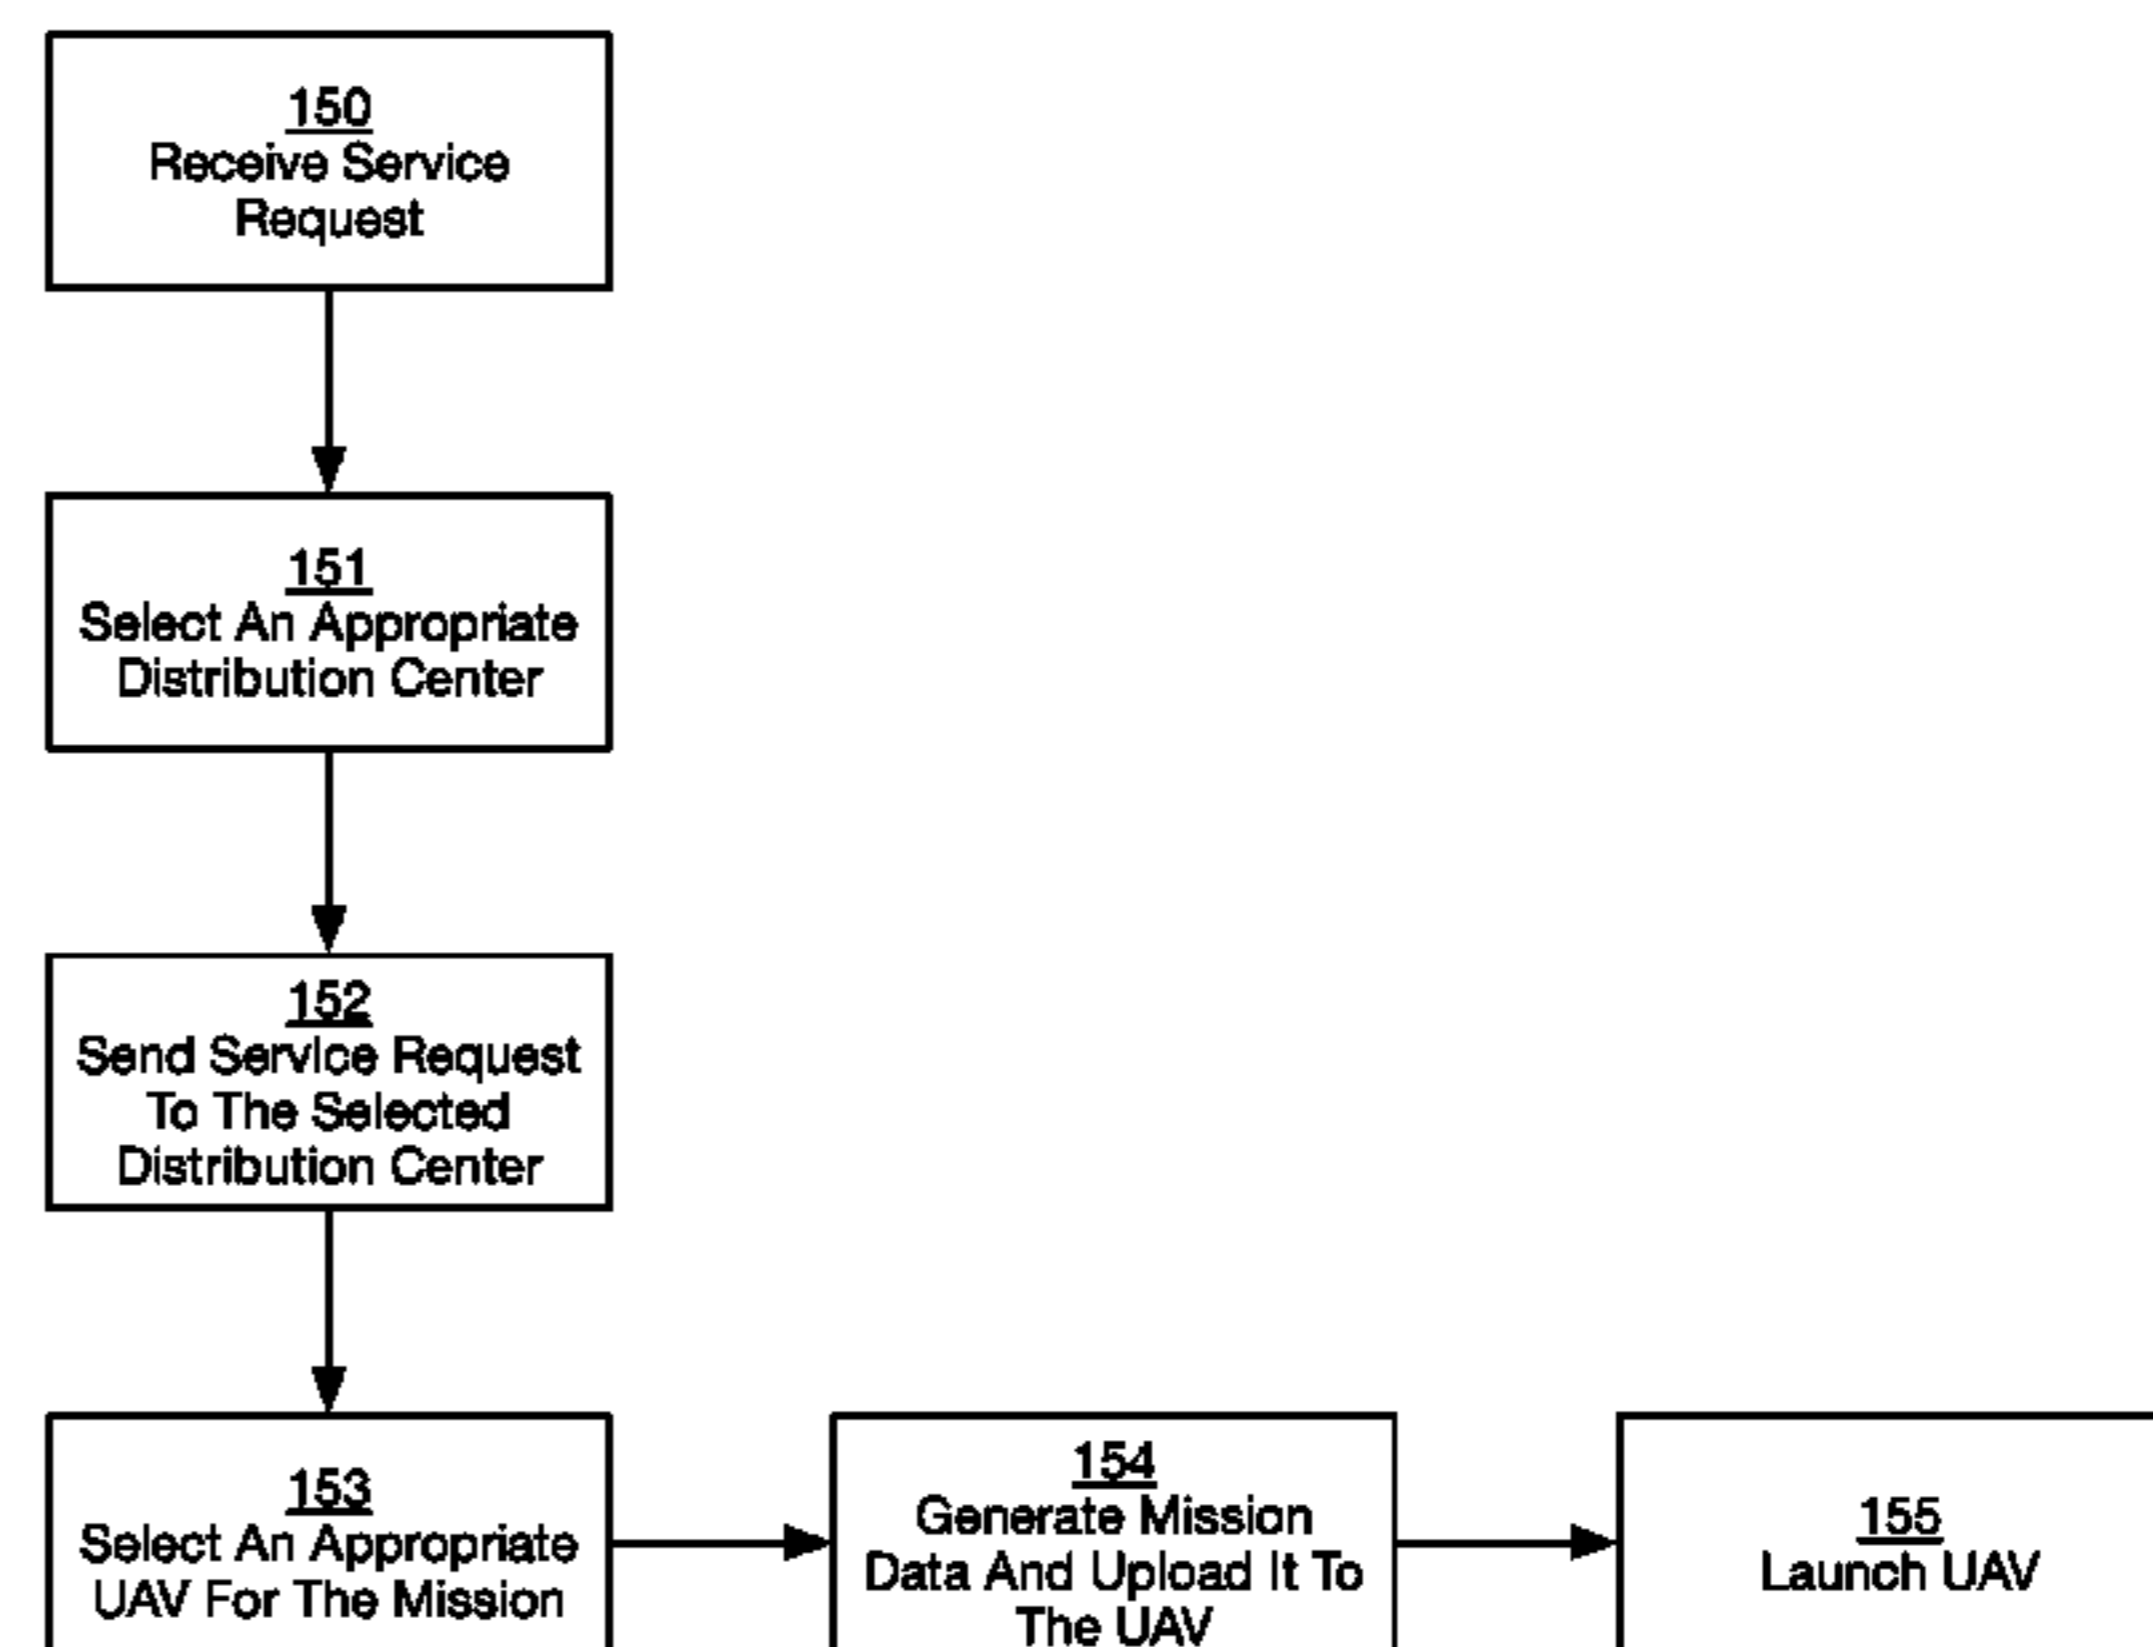 150
Receive Service
Request
151
Select An Appropriate
Distribution Center
152
Send Service Request
To The Selected
Distribution Center
153
Select An Appropriate
UAV For The Mission
154
Generate Mission
Data And Upload It To
The UAV
155
Launch UAV